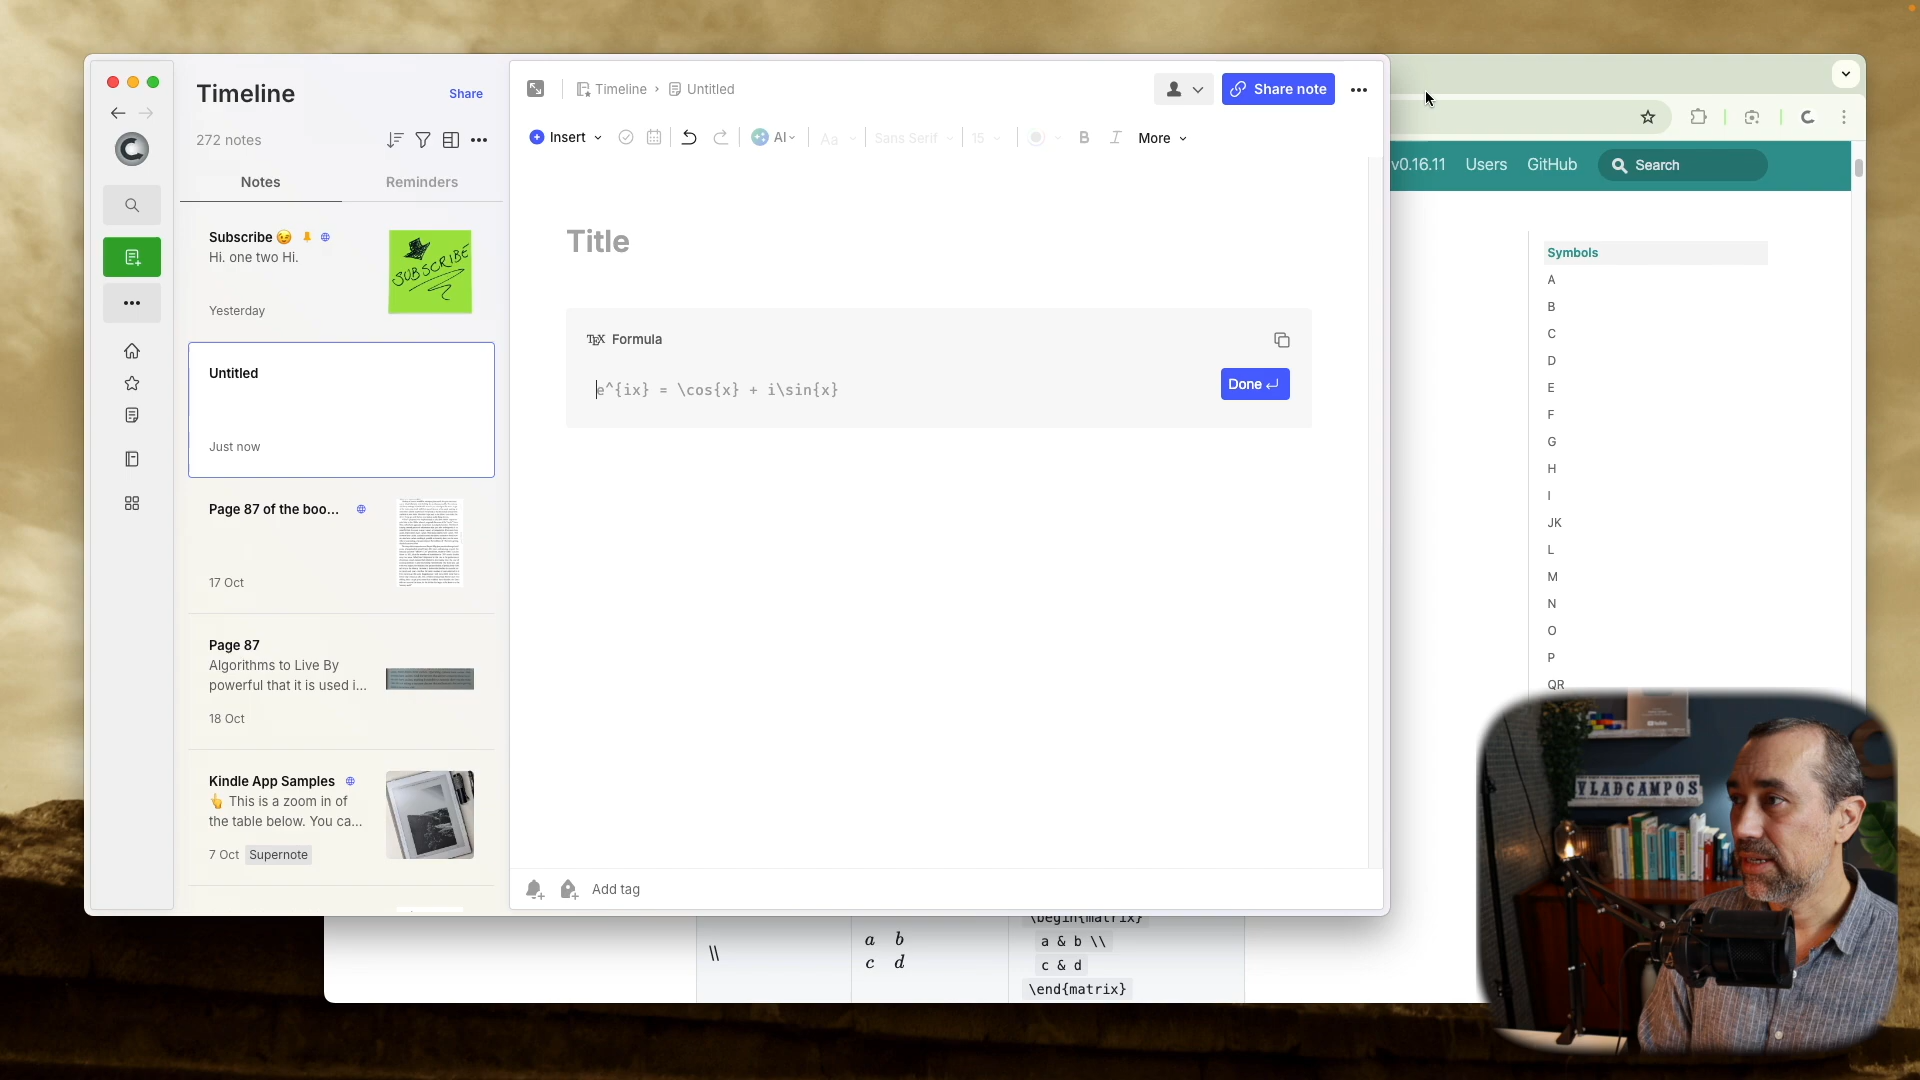 Timeline
Share
272 notes
Notes
Reminders
Subscribe 😉
Hi. one two Hi.
Yesterday
SUBSCRIBE
Untitled
Just now
Page 87 of the boo...
17 Oct
Page 87
Algorithms to Live By
powerful that it is used i...
18 Oct
Kindle App Samples
👆 This is a zoom in of
the table below. You ca...
7 Oct Supernote
Timeline › Untitled
Share note
Insert
AI
Aa
Sans Serif
15
B
I
More
Title
TEX Formula
e^{ix} = \cos{x} + i\sin{x}
Done
Add tag
v0.16.11
Users
GitHub
Search
Symbols
A
B
C
D
E
F
G
H
I
JK
L
M
N
O
P
QR
\\
a b
c d
\begin{matrix}
a & b \\
c & d
\end{matrix}
VLADCAMPOS